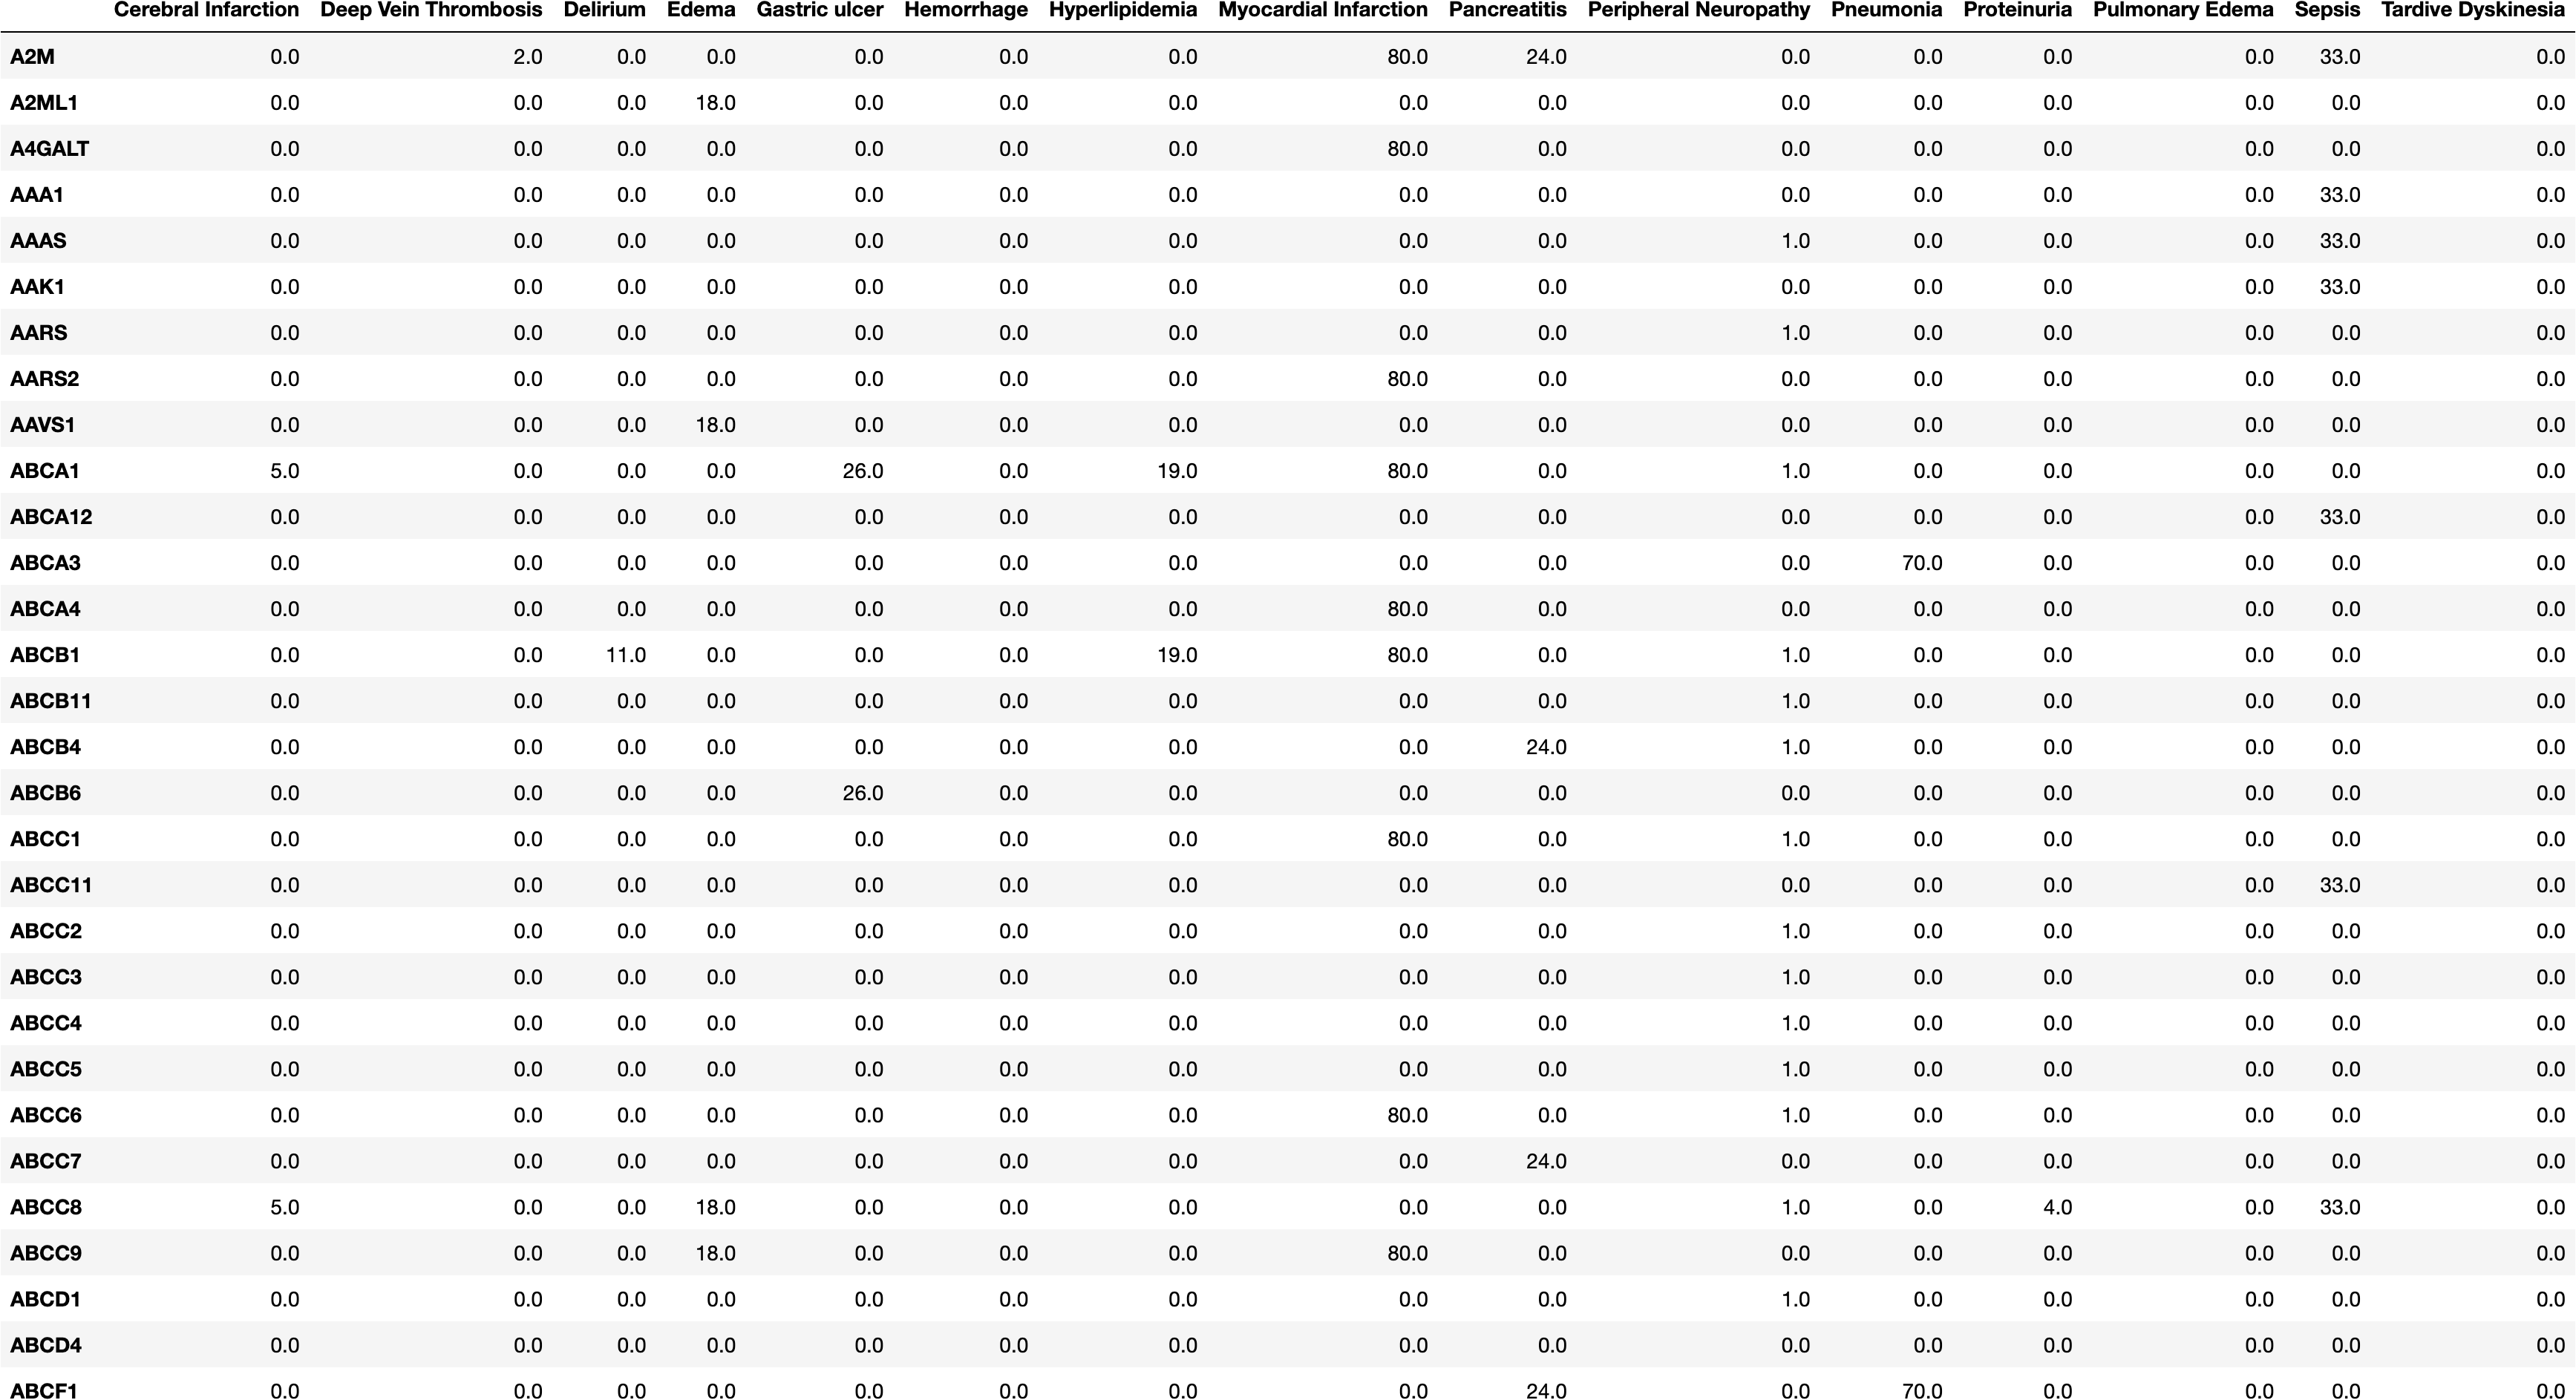 Cerebral Infarction Deep Vein Thrombosis Delirium Edema Gastric ulcer Hemorrhage Hyperlipidemia Myocardial Infarction Pancreatitis Peripheral Neuropathy Pneumonia Proteinuria Pulmonary Edema Sepsis Tardive Dyskinesia
A2M 0.0 2.0 0.0 0.0 0.0 0.0 0.0 80.0 24.0 0.0 0.0 0.0 0.0 33.0 0.0
A2ML1 0.0 0.0 0.0 18.0 0.0 0.0 0.0 0.0 0.0 0.0 0.0 0.0 0.0 0.0 0.0
A4GALT 0.0 0.0 0.0 0.0 0.0 0.0 0.0 80.0 0.0 0.0 0.0 0.0 0.0 0.0 0.0
AAA1 0.0 0.0 0.0 0.0 0.0 0.0 0.0 0.0 0.0 0.0 0.0 0.0 0.0 33.0 0.0
AAAS 0.0 0.0 0.0 0.0 0.0 0.0 0.0 0.0 0.0 1.0 0.0 0.0 0.0 33.0 0.0
AAK1 0.0 0.0 0.0 0.0 0.0 0.0 0.0 0.0 0.0 0.0 0.0 0.0 0.0 33.0 0.0
AARS 0.0 0.0 0.0 0.0 0.0 0.0 0.0 0.0 0.0 1.0 0.0 0.0 0.0 0.0 0.0
AARS2 0.0 0.0 0.0 0.0 0.0 0.0 0.0 80.0 0.0 0.0 0.0 0.0 0.0 0.0 0.0
AAVS1 0.0 0.0 0.0 18.0 0.0 0.0 0.0 0.0 0.0 0.0 0.0 0.0 0.0 0.0 0.0
ABCA1 5.0 0.0 0.0 0.0 26.0 0.0 19.0 80.0 0.0 1.0 0.0 0.0 0.0 0.0 0.0
ABCA12 0.0 0.0 0.0 0.0 0.0 0.0 0.0 0.0 0.0 0.0 0.0 0.0 0.0 33.0 0.0
ABCA3 0.0 0.0 0.0 0.0 0.0 0.0 0.0 0.0 0.0 0.0 70.0 0.0 0.0 0.0 0.0
ABCA4 0.0 0.0 0.0 0.0 0.0 0.0 0.0 80.0 0.0 0.0 0.0 0.0 0.0 0.0 0.0
ABCB1 0.0 0.0 11.0 0.0 0.0 0.0 19.0 80.0 0.0 1.0 0.0 0.0 0.0 0.0 0.0
ABCB11 0.0 0.0 0.0 0.0 0.0 0.0 0.0 0.0 0.0 1.0 0.0 0.0 0.0 0.0 0.0
ABCB4 0.0 0.0 0.0 0.0 0.0 0.0 0.0 0.0 24.0 1.0 0.0 0.0 0.0 0.0 0.0
ABCB6 0.0 0.0 0.0 0.0 26.0 0.0 0.0 0.0 0.0 0.0 0.0 0.0 0.0 0.0 0.0
ABCC1 0.0 0.0 0.0 0.0 0.0 0.0 0.0 80.0 0.0 1.0 0.0 0.0 0.0 0.0 0.0
ABCC11 0.0 0.0 0.0 0.0 0.0 0.0 0.0 0.0 0.0 0.0 0.0 0.0 0.0 33.0 0.0
ABCC2 0.0 0.0 0.0 0.0 0.0 0.0 0.0 0.0 0.0 1.0 0.0 0.0 0.0 0.0 0.0
ABCC3 0.0 0.0 0.0 0.0 0.0 0.0 0.0 0.0 0.0 1.0 0.0 0.0 0.0 0.0 0.0
ABCC4 0.0 0.0 0.0 0.0 0.0 0.0 0.0 0.0 0.0 1.0 0.0 0.0 0.0 0.0 0.0
ABCC5 0.0 0.0 0.0 0.0 0.0 0.0 0.0 0.0 0.0 1.0 0.0 0.0 0.0 0.0 0.0
ABCC6 0.0 0.0 0.0 0.0 0.0 0.0 0.0 80.0 0.0 1.0 0.0 0.0 0.0 0.0 0.0
ABCC7 0.0 0.0 0.0 0.0 0.0 0.0 0.0 0.0 24.0 0.0 0.0 0.0 0.0 0.0 0.0
ABCC8 5.0 0.0 0.0 18.0 0.0 0.0 0.0 0.0 0.0 1.0 0.0 4.0 0.0 33.0 0.0
ABCC9 0.0 0.0 0.0 18.0 0.0 0.0 0.0 80.0 0.0 0.0 0.0 0.0 0.0 0.0 0.0
ABCD1 0.0 0.0 0.0 0.0 0.0 0.0 0.0 0.0 0.0 1.0 0.0 0.0 0.0 0.0 0.0
ABCD4 0.0 0.0 0.0 0.0 0.0 0.0 0.0 0.0 0.0 0.0 0.0 0.0 0.0 0.0 0.0
ABCF1 0.0 0.0 0.0 0.0 0.0 0.0 0.0 0.0 24.0 0.0 70.0 0.0 0.0 0.0 0.0